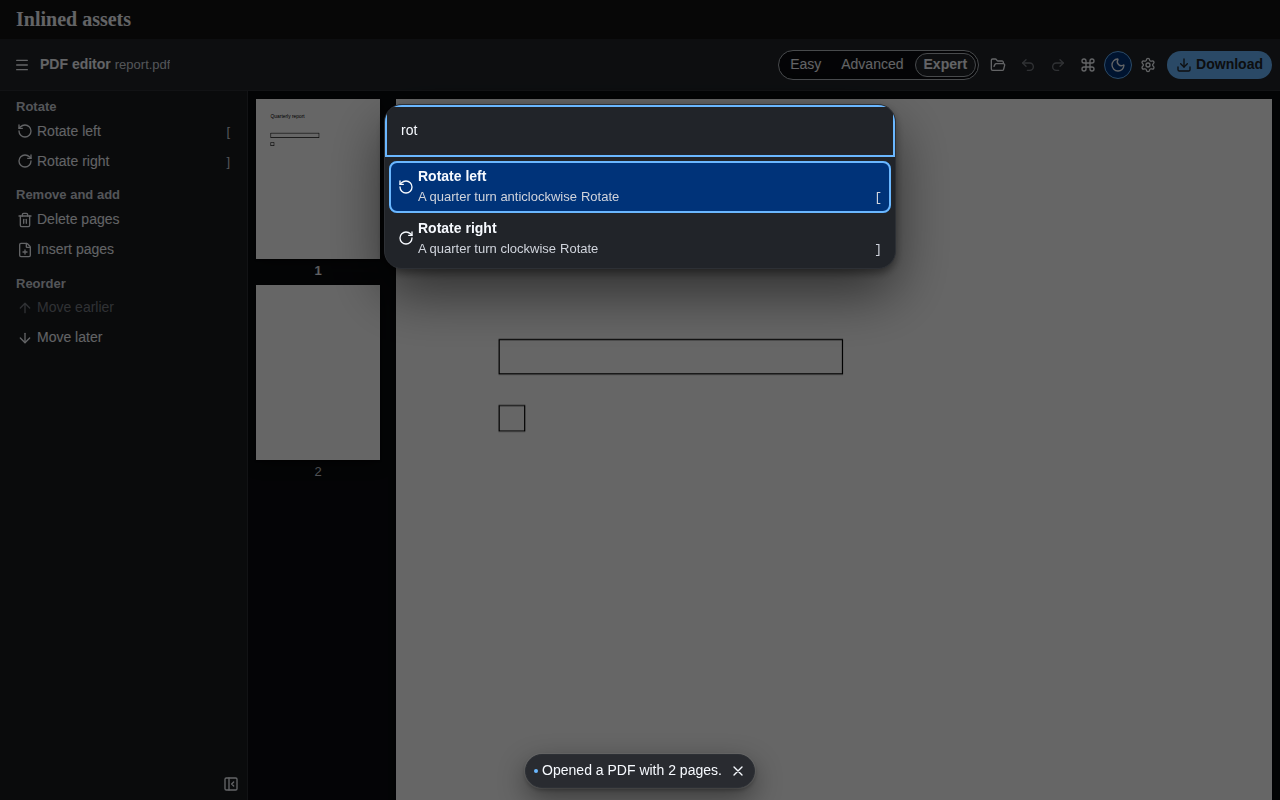 Inlined assets
PDF editor report.pdf
Easy Advanced Expert
Download
Rotate
Rotate left [
Rotate right ]
Remove and add
Delete pages
Insert pages
Reorder
Move earlier
Move later
Quarterly report
1
2
rot
Rotate left
A quarter turn anticlockwise Rotate [
Rotate right
A quarter turn clockwise Rotate ]
Opened a PDF with 2 pages.